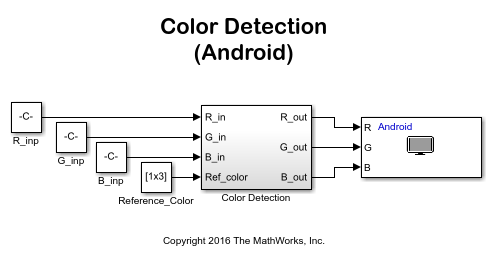 Color Detection
(Android)
-C-
R_inp
-C-
G_inp
-C-
B_inp
[1x3]
Reference_Color
R_in
G_in
B_in
Ref_color
R_out
G_out
B_out
Color Detection
R
G
B
Android
Copyright 2016 The MathWorks, Inc.